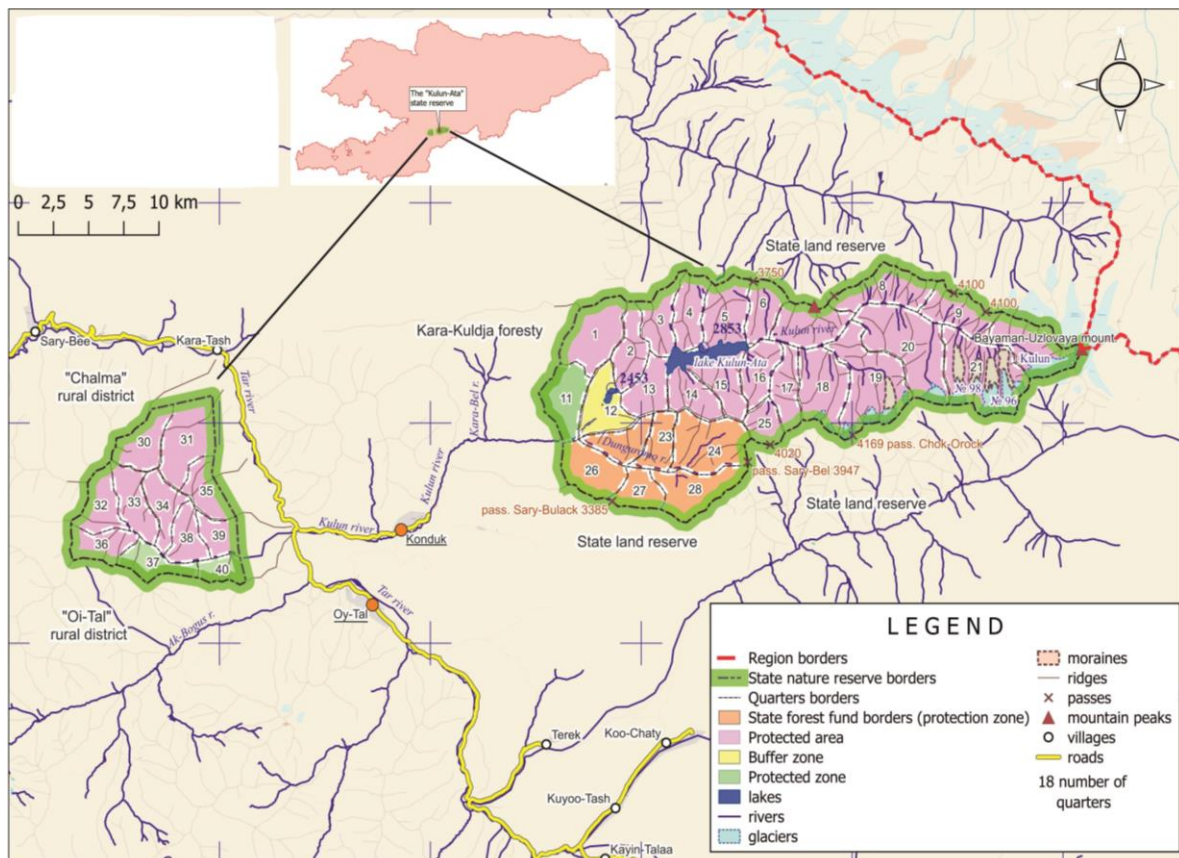 The "Kulun-Ata"
state reserve
0 2,5 5 7,5 10 km
State land reserve
3750
4100
4100
8
9
6
Kara-Kuldja foresty
1
3
4
5
2853
Kulun river
20
Bayaman-Uzlovaya mount
Kulun
Sary-Bee
Kara-Tash
"Chalma"
rural district
Tar river
Kara-Bel r.
2
lake Kulun-Ata
2453
11
12
13
14
15
16
17
18
19
21
№ 98
№ 96
25
4020
4169 pass. Chok-Orock
pass. Sary-Bel 3947
23
24
26
27
28
pass. Sary-Bulack 3385
State land reserve
State land reserve
30
31
32
33
34
35
36
37
38
39
40
Kulun river
Kulun river
Konduk
"Oi-Tal"
rural district
Ak-Bogus r.
Tar river
Oy-Tal
Terek
Koo-Chaty
Kuyoo-Tash
Kayin-Talaa
LEGEND
Region borders
State nature reserve borders
Quarters borders
State forest fund borders (protection zone)
Protected area
Buffer zone
Protected zone
lakes
rivers
glaciers
moraines
ridges
passes
mountain peaks
villages
roads
18 number of
quarters